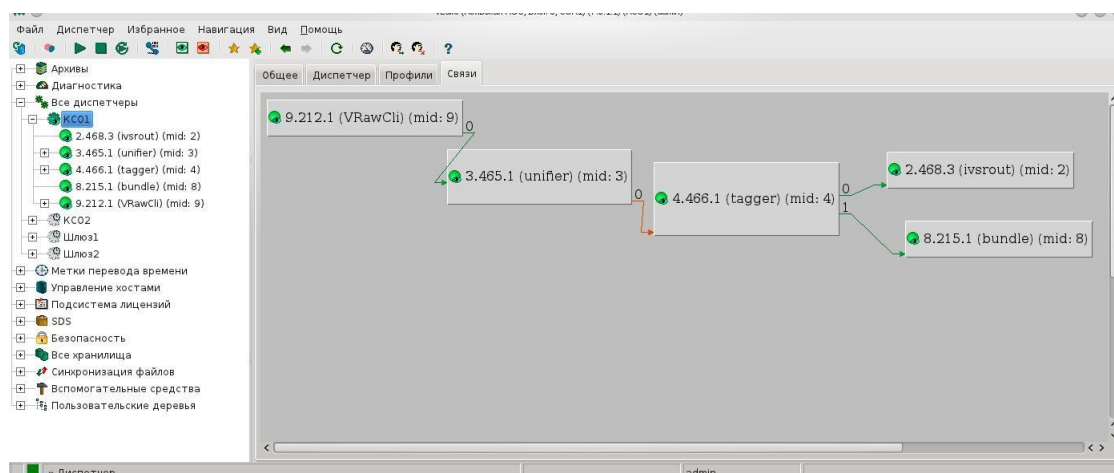 Файл Диспетчер Избранное Навигация Вид Помощь
Архивы
Диагностика
Все диспетчеры
КСО1
2.468.3 (ivsrout) (mid: 2)
3.465.1 (unifier) (mid: 3)
4.466.1 (tagger) (mid: 4)
8.215.1 (bundle) (mid: 8)
9.212.1 (VRawCli) (mid: 9)
КСО2
Шлюз1
Шлюз2
Метки перевода времени
Управление хостами
Подсистема лицензий
SDS
Безопасность
Все хранилища
Синхронизация файлов
Вспомогательные средства
Пользовательские деревья
Общее Диспетчер Профили Связи
9.212.1 (VRawCli) (mid: 9)
0
3.465.1 (unifier) (mid: 3)
0
4.466.1 (tagger) (mid: 4)
0
1
2.468.3 (ivsrout) (mid: 2)
8.215.1 (bundle) (mid: 8)
Диспетчер
admin